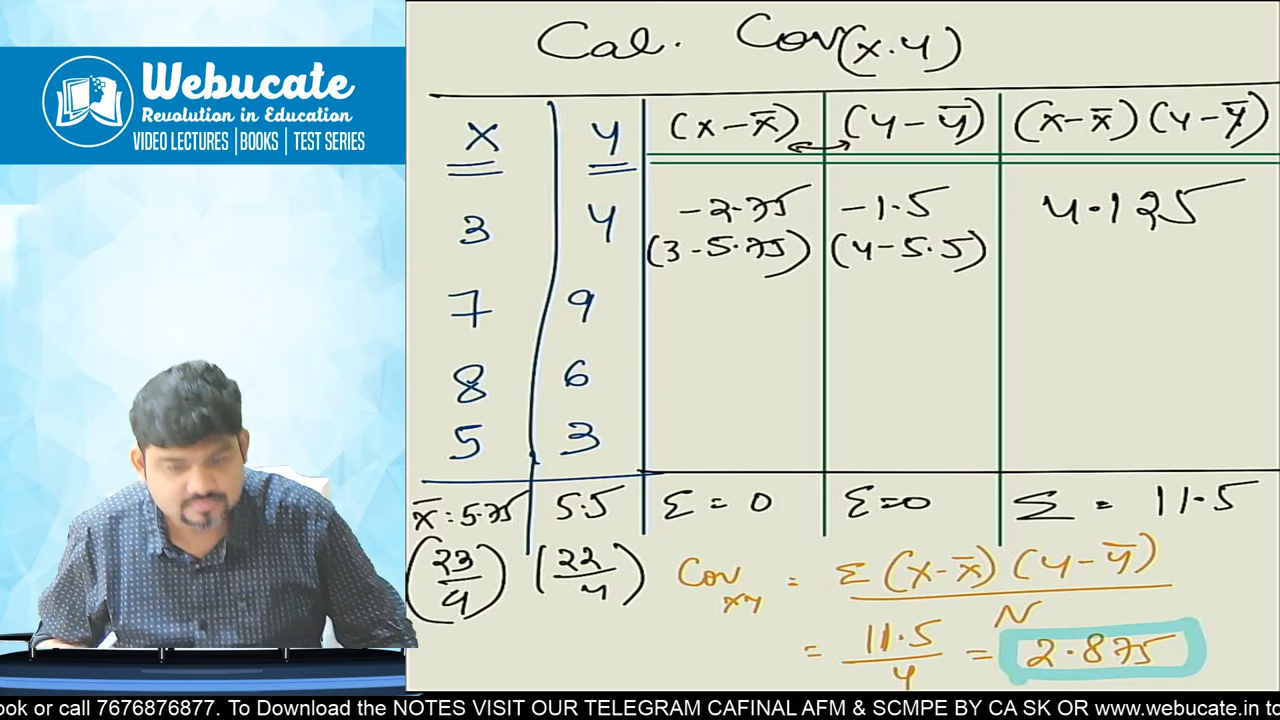 Webucate
Revolution in Education
VIDEO LECTURES | BOOKS | TEST SERIES
Cal. Cov(x.y)
x y (x-x̄) (y-ȳ) (x-x̄)(y-ȳ)
3 4 -2.75 -1.5 4.125
(3-5.75) (4-5.5)
7 9
8 6
5 3
x̄:5.75 5.5 Σ = 0 Σ=0 Σ = 11.5
(23/4) (22/4) Cov xy = Σ(x-x̄)(y-ȳ)/N
= 11.5/4 = 2.875
ook or call 7676876877. To Download the NOTES VISIT OUR TELEGRAM CAFINAL AFM & SCMPE BY CA SK OR www.webucate.in to